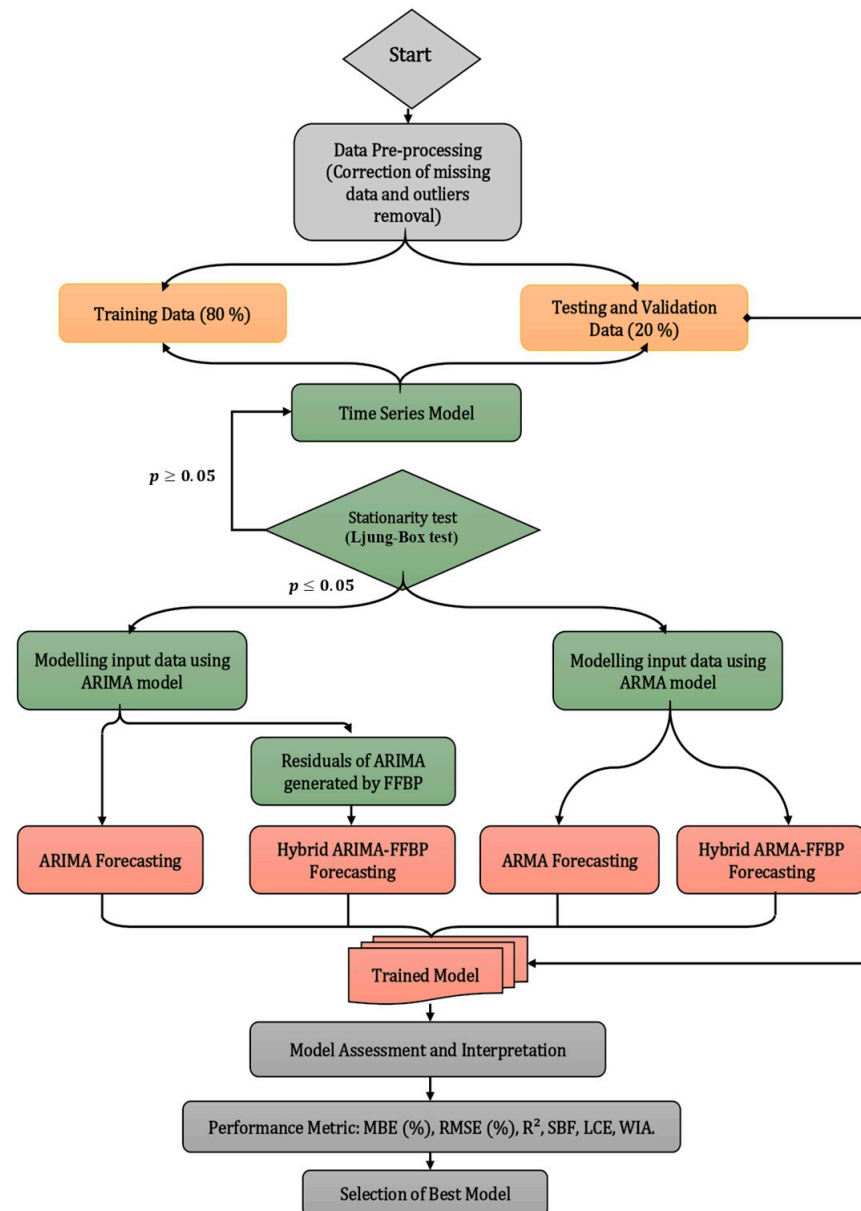 Start
Data Pre-processing
(Correction of missing
data and outliers
removal)
Training Data (80 %)
Testing and Validation
Data (20 %)
Time Series Model
p ≥ 0.05
Stationarity test
(Ljung-Box test)
p ≤ 0.05
Modelling input data using
ARIMA model
Modelling input data using
ARMA model
Residuals of ARIMA
generated by FFBP
ARIMA Forecasting
Hybrid ARIMA-FFBP
Forecasting
ARMA Forecasting
Hybrid ARMA-FFBP
Forecasting
Trained Model
Model Assessment and Interpretation
Performance Metric: MBE (%), RMSE (%), R², SBF, LCE, WIA.
Selection of Best Model